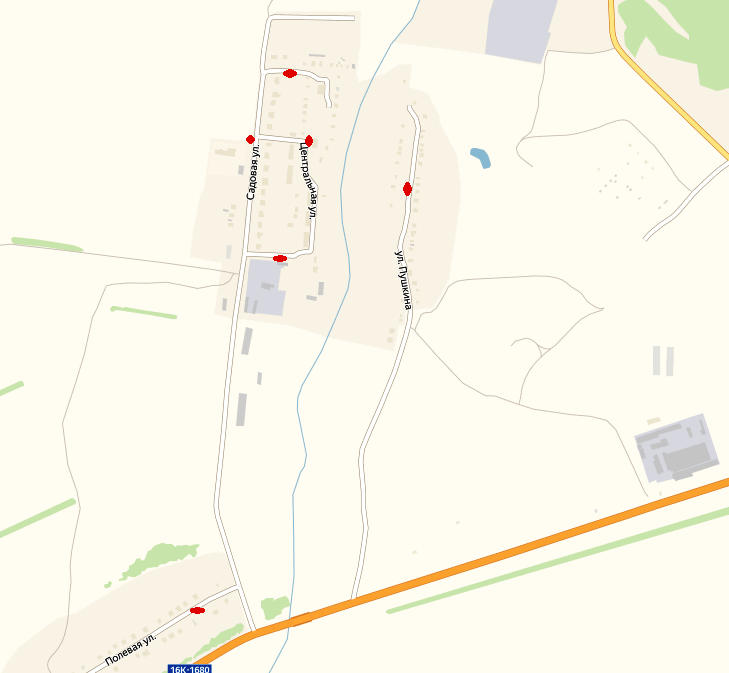 Садовая ул.
Центральная ул.
ул. Пушкина
Полевая ул.
16К-1680